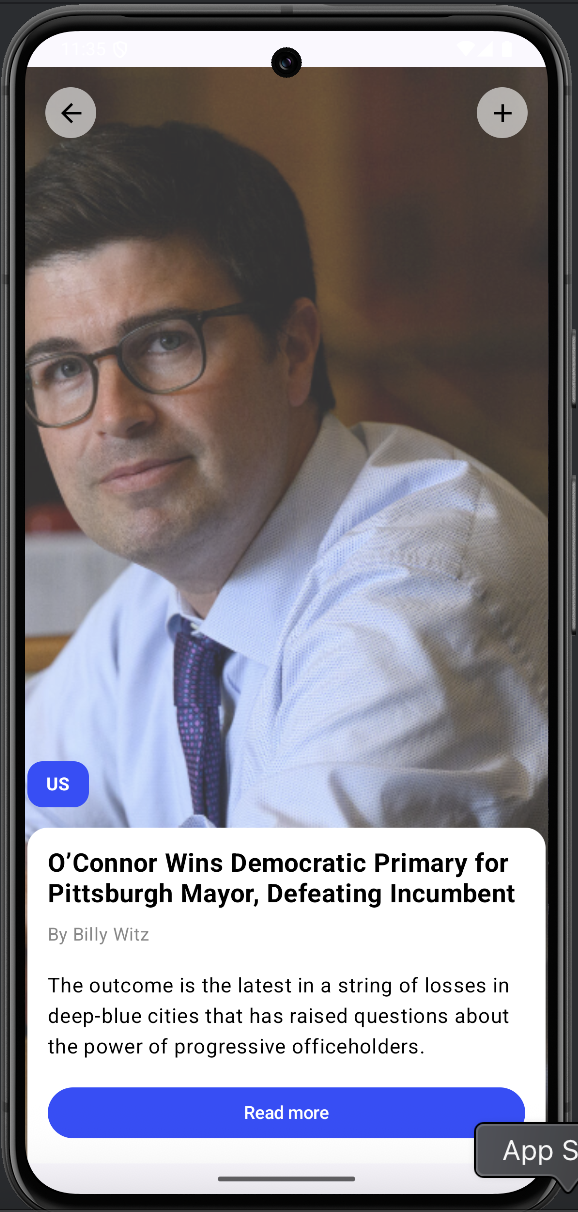 11:35
US
O’Connor Wins Democratic Primary for
Pittsburgh Mayor, Defeating Incumbent
By Billy Witz
The outcome is the latest in a string of losses in
deep-blue cities that has raised questions about
the power of progressive officeholders.
Read more
App S